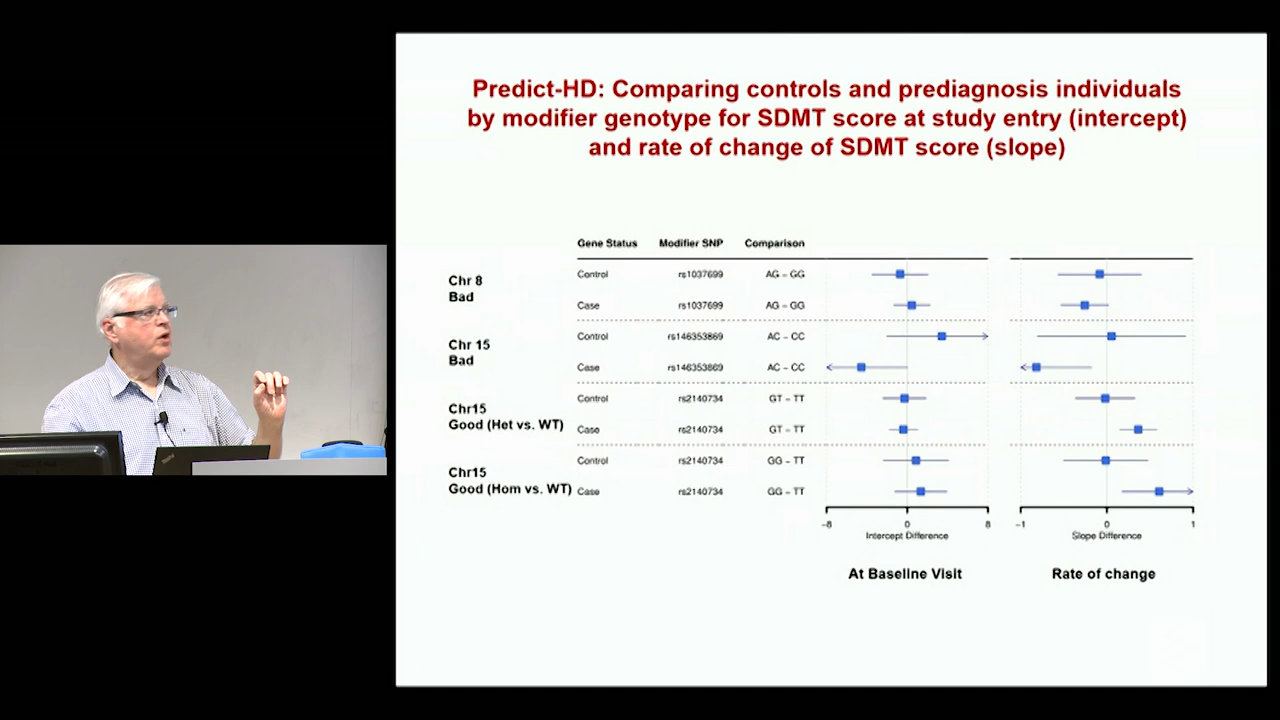 Predict-HD: Comparing controls and prediagnosis individuals
by modifier genotype for SDMT score at study entry (intercept)
and rate of change of SDMT score (slope)
Gene Status Modifier SNP Comparison
Chr 8
Bad
Control rs1037699 AG – GG
Case rs1037699 AG – GG
Chr 15
Bad
Control rs146353869 AC – CC
Case rs146353869 AC – CC
Chr15
Good (Het vs. WT)
Control rs2140734 GT – TT
Case rs2140734 GT – TT
Chr15
Good (Hom vs. WT)
Control rs2140734 GG – TT
Case rs2140734 GG – TT
-8 0 8
Intercept Difference
-1 0 1
Slope Difference
At Baseline Visit
Rate of change